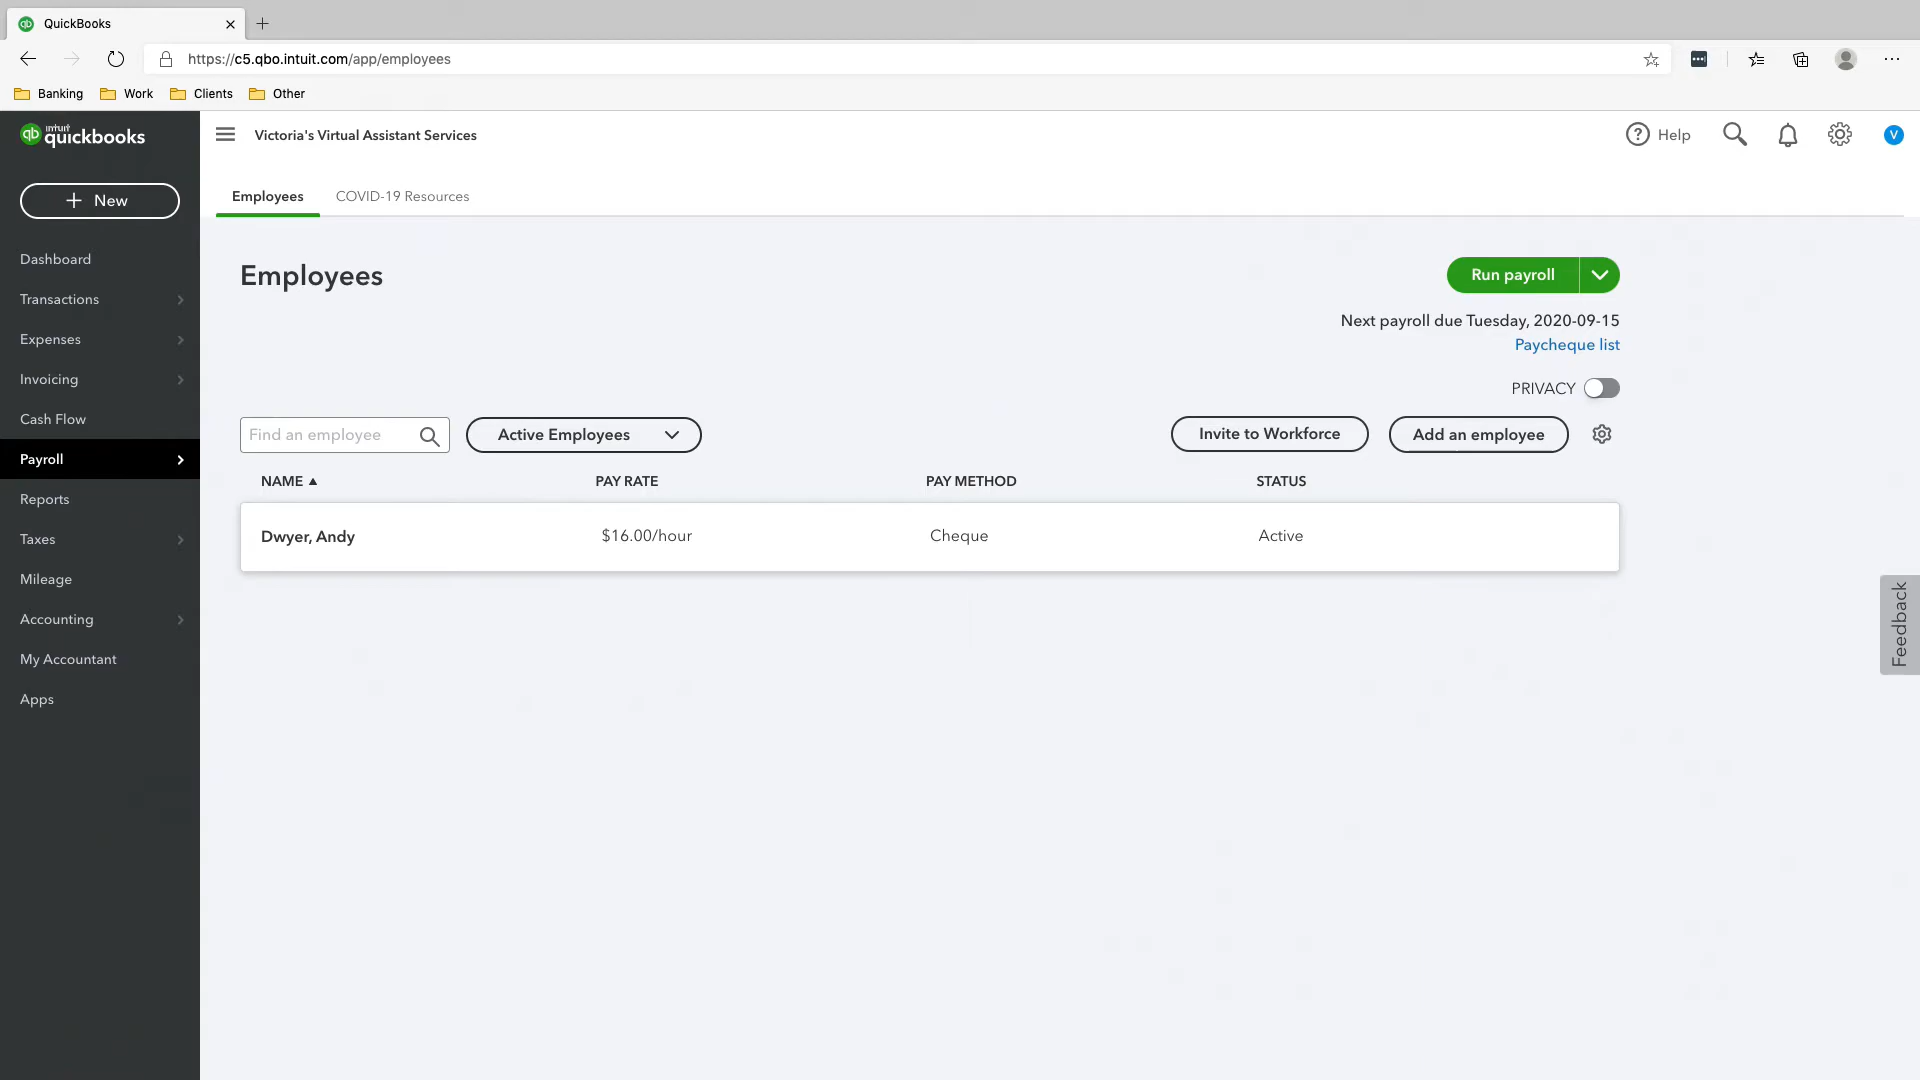 QuickBooks
https://c5.qbo.intuit.com/app/employees
Banking Work Clients Other
intuit quickbooks
Victoria's Virtual Assistant Services
Help
V
New
Employees COVID-19 Resources
Dashboard
Transactions
Expenses
Invoicing
Cash Flow
Payroll
Reports
Taxes
Mileage
Accounting
My Accountant
Apps
Employees
Run payroll
Next payroll due Tuesday, 2020-09-15
Paycheque list
PRIVACY
Find an employee
Active Employees
Invite to Workforce
Add an employee
NAME PAY RATE PAY METHOD STATUS
Dwyer, Andy $16.00/hour Cheque Active
Feedback